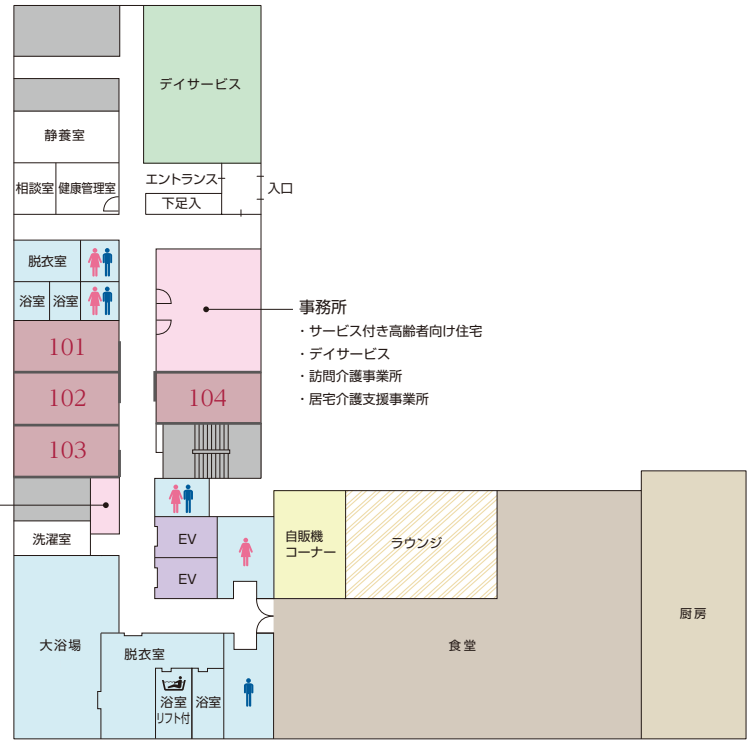 デイサービス
静養室
相談室
健康管理室
エントランス
下足入
入口
脱衣室
浴室
浴室
事務所
・サービス付き高齢者向け住宅
・デイサービス
・訪問介護事業所
・居宅介護支援事業所
101
102
104
103
洗濯室
EV
EV
自販機
コーナー
ラウンジ
大浴場
脱衣室
浴室
リフト付
浴室
食堂
厨房